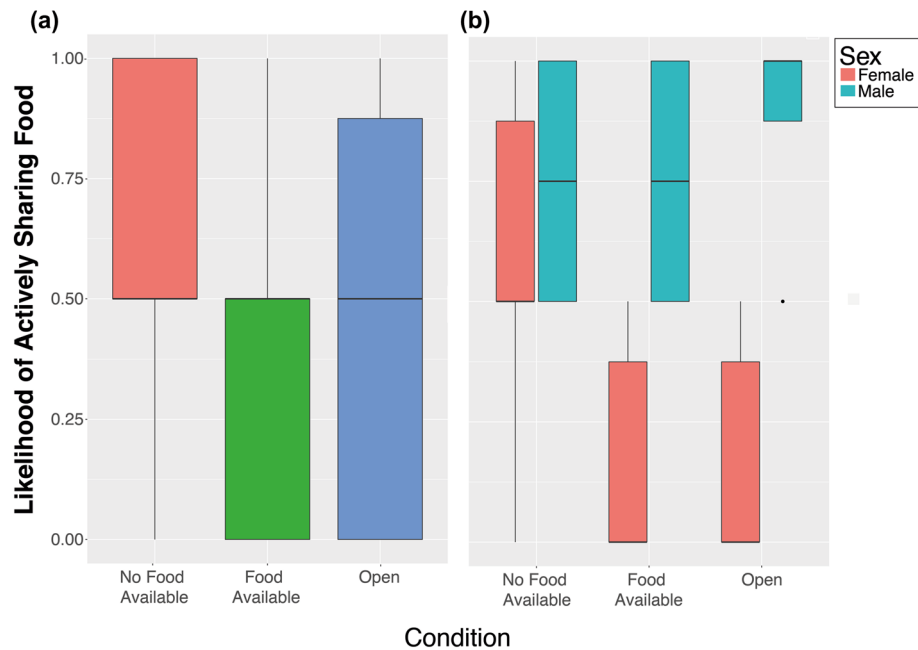 (a)
(b)
Likelihood of Actively Sharing Food
1.00
0.75
0.50
0.25
0.00
No Food
Available
Food
Available
Open
No Food
Available
Food
Available
Open
Sex
Female
Male
Condition